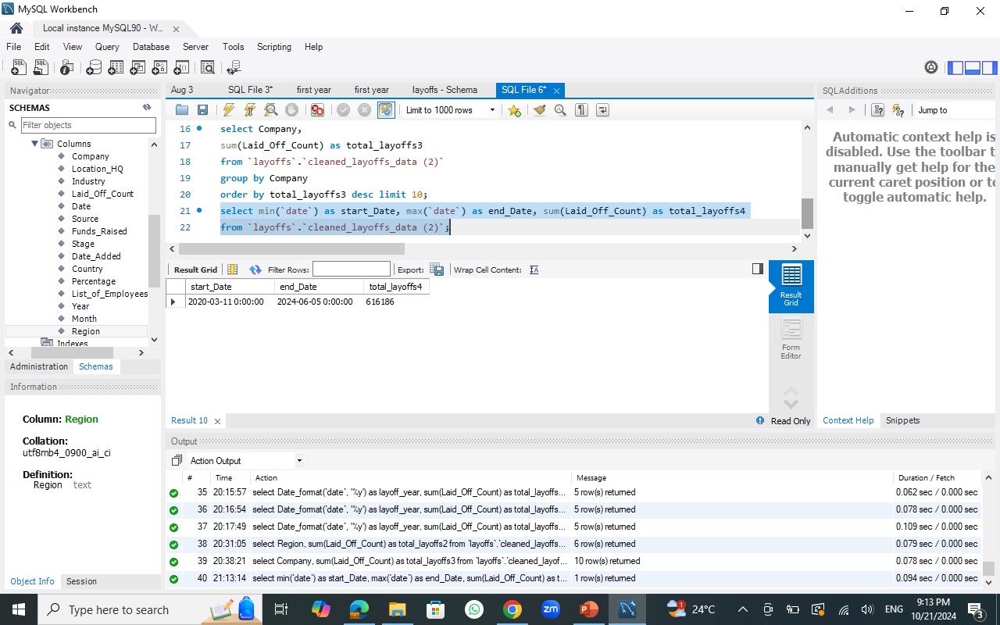 MySQL Workbench
Local instance MySQL90 - W...
File Edit View Query Database Server Tools Scripting Help
Navigator
SCHEMAS
Filter objects
Columns
Company
Location_HQ
Industry
Laid_Off_Count
Date
Source
Funds_Raised
Stage
Date_Added
Country
Percentage
List_of_Employees
Year
Month
Region
Indexes
Administration Schemas
Information
Column: Region
Collation:
utf8mb4_0900_ai_ci
Definition:
Region text
Object Info Session
Aug 3 SQL File 3* first year first year layoffs - Schema SQL File 6*
Limit to 1000 rows
16 select Company,
17 sum(Laid_Off_Count) as total_layoffs3
18 from `layoffs`.`cleaned_layoffs_data (2)`
19 group by Company
20 order by total_layoffs3 desc limit 10;
21 select min(`date`) as start_Date, max(`date`) as end_Date, sum(Laid_Off_Count) as total_layoffs4
22 from `layoffs`.`cleaned_layoffs_data (2)`;
Result Grid Filter Rows: Export: Wrap Cell Content:
start_Date end_Date total_layoffs4
2020-03-11 0:00:00 2024-06-05 0:00:00 616186
Result Grid
Form Editor
Result 10 Read Only
SQLAdditions
Jump to
Automatic context help is
disabled. Use the toolbar t
manually get help for the
current caret position or to
toggle automatic help.
Context Help Snippets
Output
Action Output
# Time Action Message Duration / Fetch
35 20:15:57 select Date_format(`date`, '%y') as layoff_year, sum(Laid_Off_Count) as total_layoffs... 5 row(s) returned 0.062 sec / 0.000 sec
36 20:16:54 select Date_format(`date`, '%y') as layoff_year, sum(Laid_Off_Count) as total_layoffs... 5 row(s) returned 0.078 sec / 0.000 sec
37 20:17:49 select Date_format(`date`, '%y') as layoff_year, sum(Laid_Off_Count) as total_layoffs... 5 row(s) returned 0.109 sec / 0.000 sec
38 20:31:05 select Region, sum(Laid_Off_Count) as total_layoffs2 from `layoffs`.`cleaned_layoffs... 6 row(s) returned 0.079 sec / 0.000 sec
39 20:38:21 select Company, sum(Laid_Off_Count) as total_layoffs3 from `layoffs`.`cleaned_layof... 10 row(s) returned 0.078 sec / 0.000 sec
40 21:13:14 select min(`date`) as start_Date, max(`date`) as end_Date, sum(Laid_Off_Count) as t... 1 row(s) returned 0.094 sec / 0.000 sec
Type here to search
zm
1
24°C
ENG
9:13 PM
10/21/2024
3